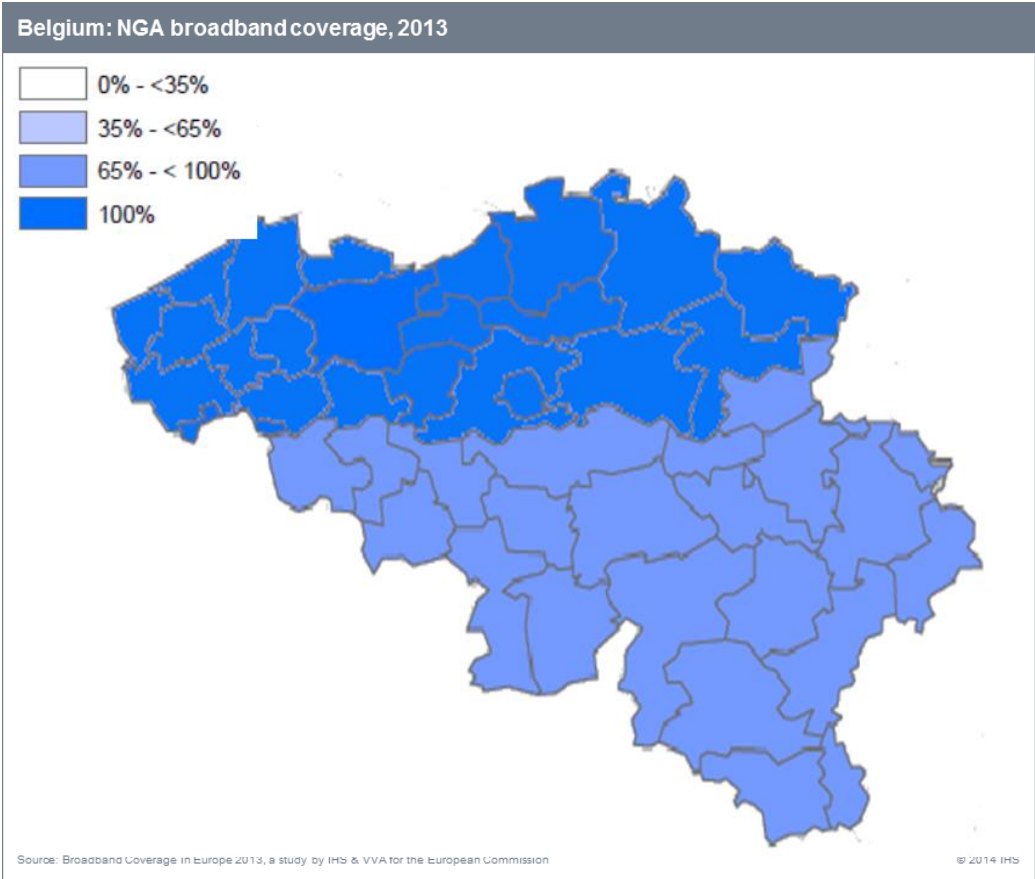 Belgium: NGA broadband coverage, 2013
0% - <35%
35% - <65%
65% - < 100%
100%
Source: Broadband Coverage in Europe 2013, a study by IHS & VVA for the European Commission
© 2014 IHS